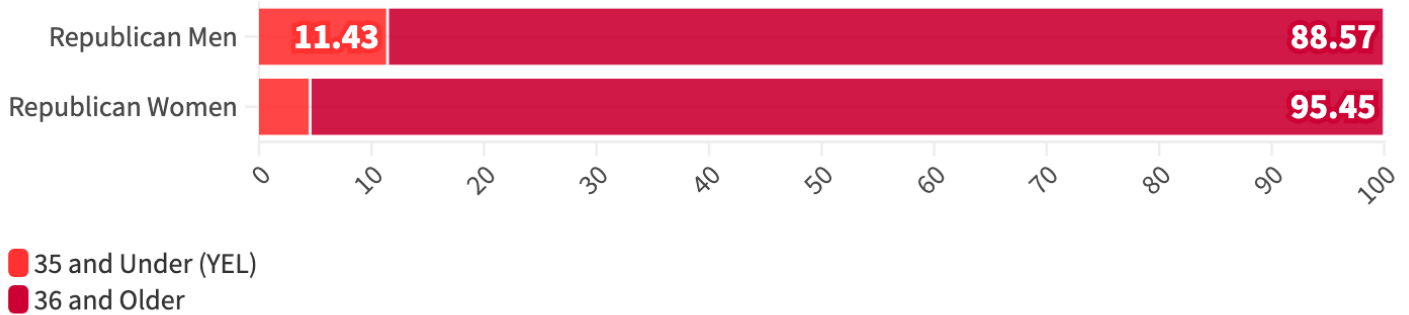 Republican Men 11.43 88.57
Republican Women 95.45
0 10 20 30 40 50 60 70 80 90 100
35 and Under (YEL)
36 and Older